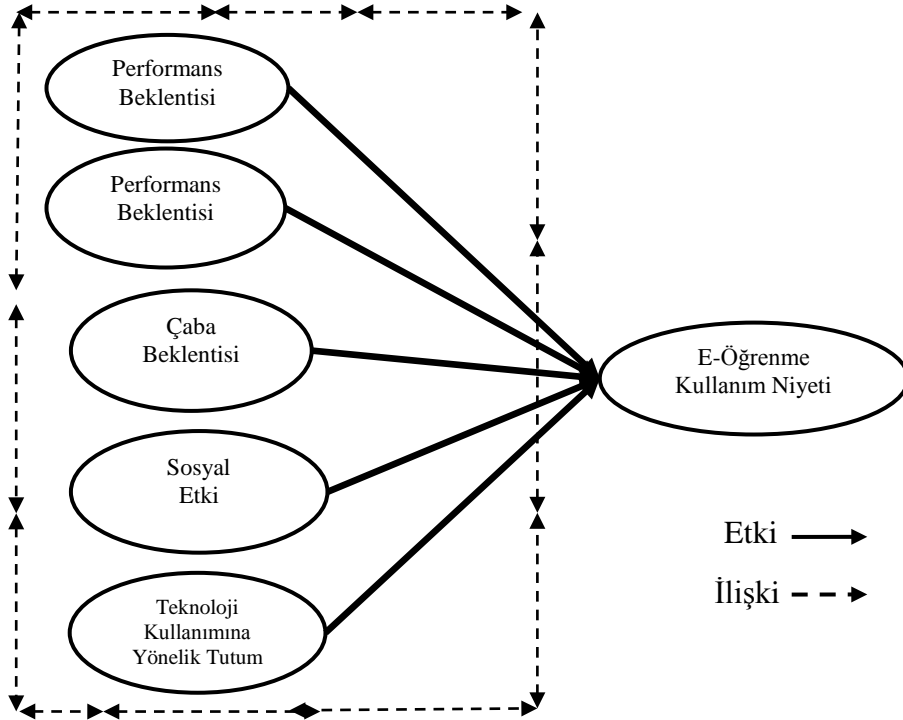 Performans
Beklentisi
Performans
Beklentisi
Çaba
Beklentisi
Sosyal
Etki
Teknoloji
Kullanımına
Yönelik Tutum
E-Öğrenme
Kullanım Niyeti
Etki
İlişki